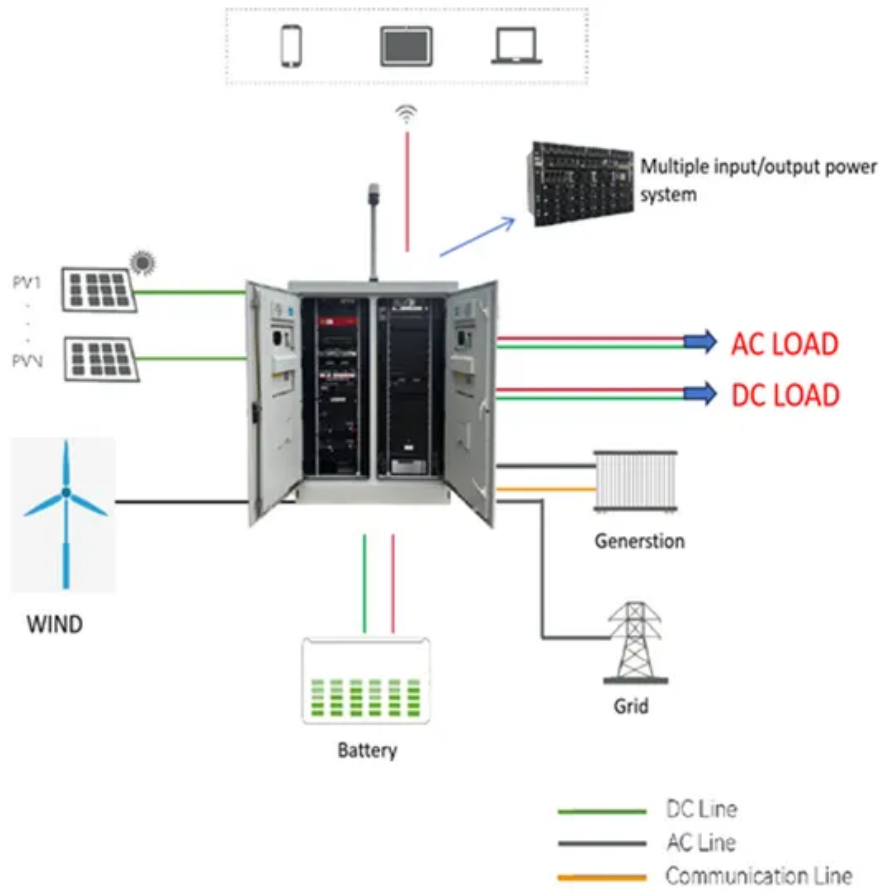 Multiple input/output power
system
PV1
PVN
AC LOAD
DC LOAD
Generstion
WIND
Grid
Battery
DC Line
AC Line
Communication Line